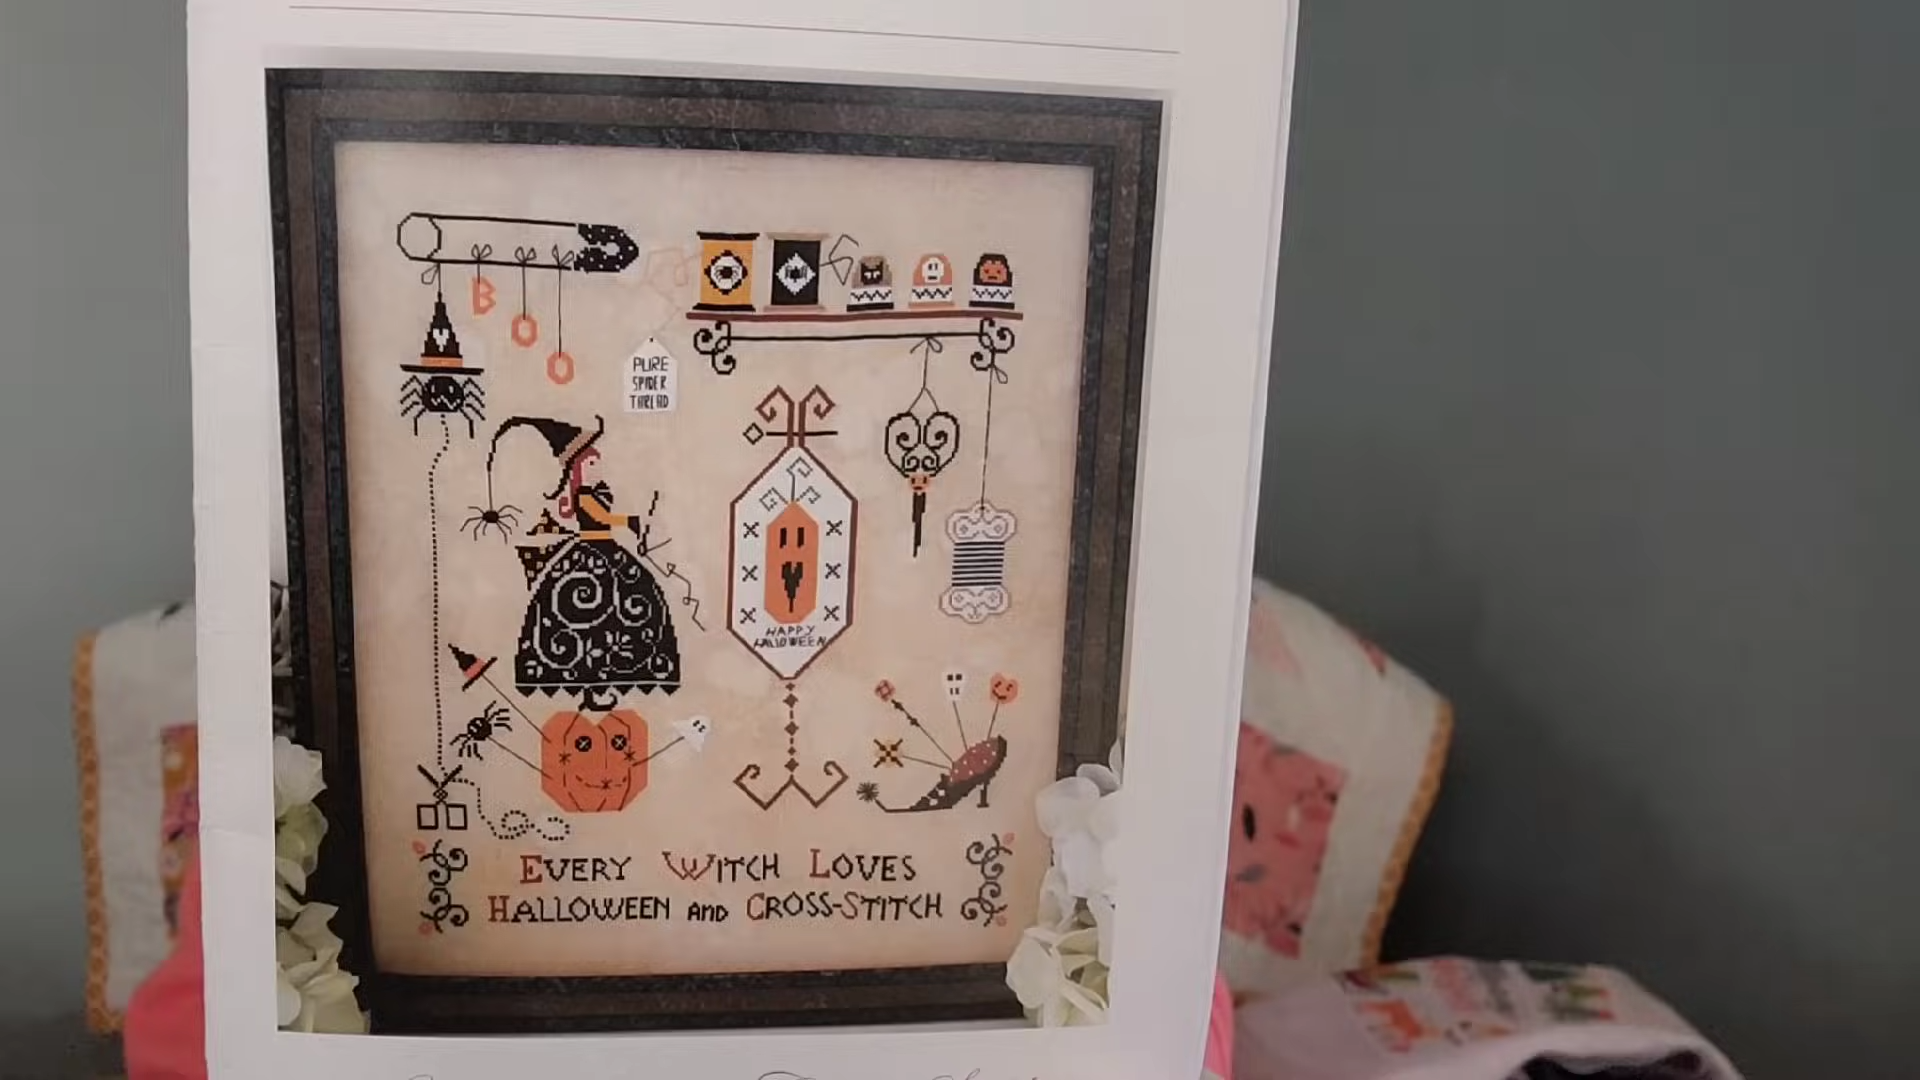 B
O
O
PURE
SPIDER
THREAD
HAPPY
HALLOWEEN
EVERY WITCH LOVES
HALLOWEEN AND CROSS-STITCH